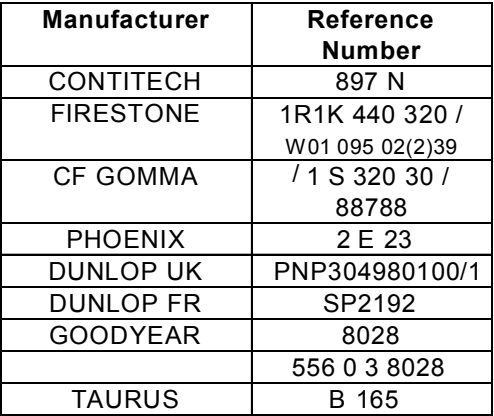 Manufacturer Reference
Number
CONTITECH 897 N
FIRESTONE 1R1K 440 320 /
W01 095 02(2)39
CF GOMMA / 1 S 320 30 /
88788
PHOENIX 2 E 23
DUNLOP UK PNP304980100/1
DUNLOP FR SP2192
GOODYEAR 8028
556 0 3 8028
TAURUS B 165